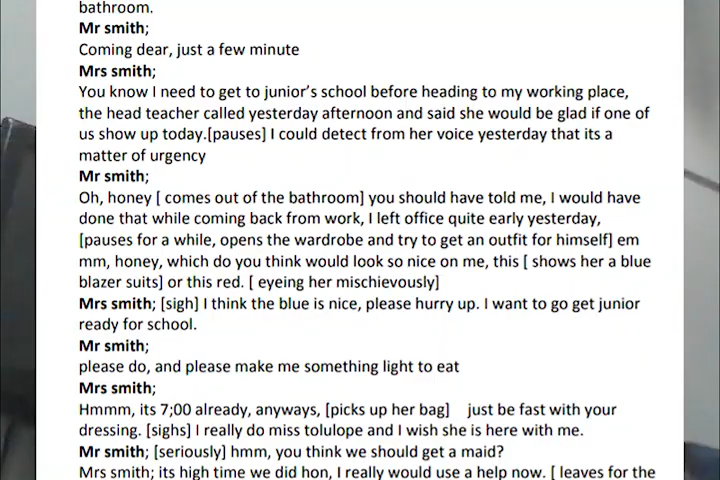 bathroom.
Mr smith;
Coming dear, just a few minute
Mrs smith;
You know I need to get to junior's school before heading to my working place,
the head teacher called yesterday afternoon and said she would be glad if one of
us show up today.[pauses] I could detect from her voice yesterday that its a
matter of urgency
Mr smith;
Oh, honey [ comes out of the bathroom] you should have told me, I would have
done that while coming back from work, I left office quite early yesterday,
[pauses for a while, opens the wardrobe and try to get an outfit for himself] em
mm, honey, which do you think would look so nice on me, this [ shows her a blue
blazer suits] or this red. [ eyeing her mischievously]
Mrs smith; [sigh] I think the blue is nice, please hurry up. I want to go get junior
ready for school.
Mr smith;
please do, and please make me something light to eat
Mrs smith;
Hmmm, its 7;00 already, anyways, [picks up her bag] just be fast with your
dressing. [sighs] I really do miss tolulope and I wish she is here with me.
Mr smith; [seriously] hmm, you think we should get a maid?
Mrs smith; its high time we did hon, I really would use a help now. [ leaves for the